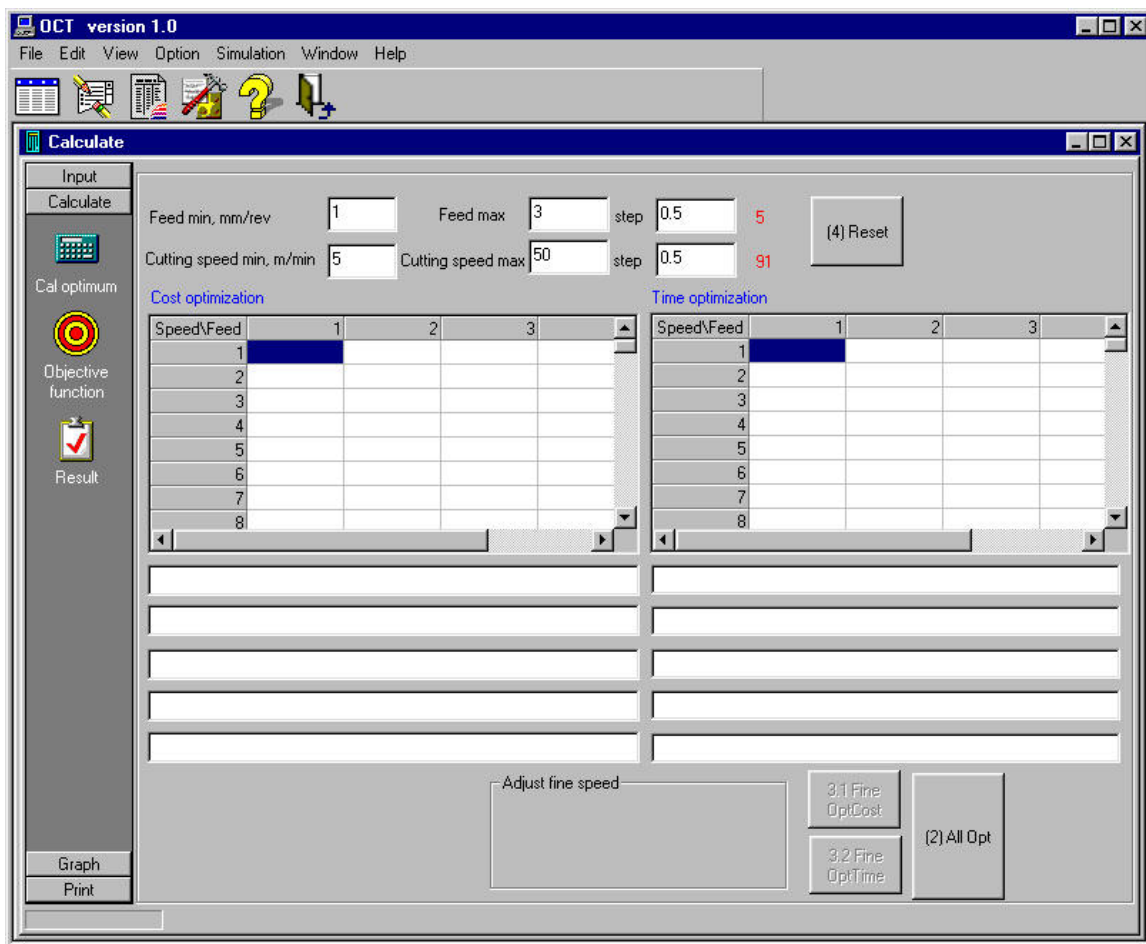 OCT version 1.0
File Edit View Option Simulation Window Help
Calculate
Input
Calculate
Cal optimum
Objective
function
Result
Graph
Print
Feed min, mm/rev 1 Feed max 3 step 0.5 5
(4) Reset
Cutting speed min, m/min 5 Cutting speed max 50 step 0.5 91
Cost optimization
Speed\Feed 1 2 3
1
2
3
4
5
6
7
8
Time optimization
Speed\Feed 1 2 3
1
2
3
4
5
6
7
8
Adjust fine speed
3.1 Fine
OptCost
3.2 Fine
OptTime
(2) All Opt